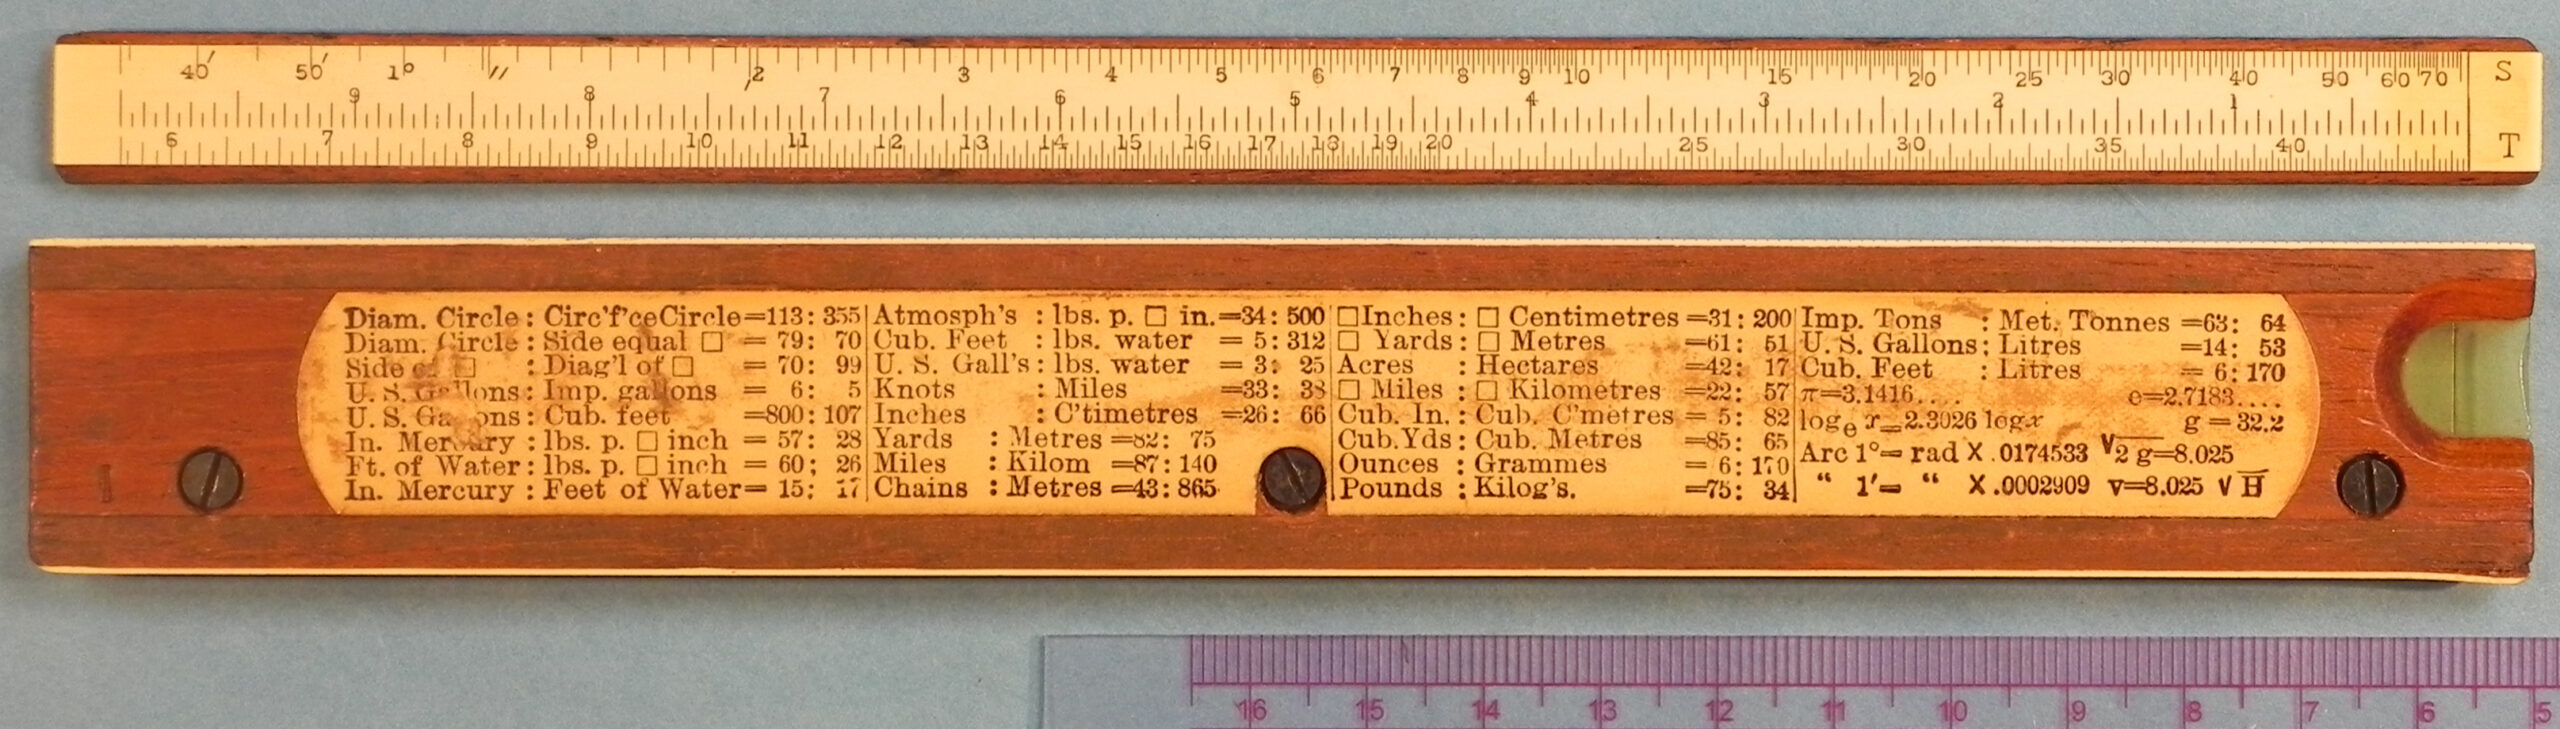 40′ 50′ 1° ′′ 2 3 4 5 6 7 8 9 10 15 20 25 30 40 50 60 70 S
9 8 7 6 5 4 3 2 1
6 7 8 9 10 11 12 13 14 15 16 17 18 19 20 25 30 35 40 T
Diam. Circle : Circ'f'ce Circle =113: 355
Diam. Circle : Side equal □ = 79: 70
Side □ : Diag'l of □ = 70: 99
U. S. Gallons : Imp. gallons = 6: 5
U. S. Gallons : Cub. feet =800: 107
In. Mercury : lbs. p. □ inch = 57: 28
Ft. of Water : lbs. p. □ inch = 60; 26
In. Mercury : Feet of Water= 15: 17
Atmosph's : lbs. p. □ in.=34: 500
Cub. Feet : lbs. water = 5: 312
U. S. Gall's : lbs. water = 3: 25
Knots : Miles =33: 38
Inches : C'timetres =26: 66
Yards : Metres =82: 75
Miles : Kilom =87: 140
Chains : Metres =43: 865
□ Inches : □ Centimetres =31: 200
□ Yards : □ Metres =61: 51
Acres : Hectares =42: 17
□ Miles : □ Kilometres =22: 57
Cub. In. : Cub. C'metres = 5: 82
Cub. Yds : Cub. Metres =85: 65
Ounces : Grammes = 6: 170
Pounds : Kilog's. =75: 34
Imp. Tons : Met. Tonnes =63: 64
U. S. Gallons : Litres =14: 53
Cub. Feet : Litres = 6: 170
π=3.1416.... e=2.7183....
logₑ x=2.3026 log x g = 32.2
Arc 1°= rad X .0174533 √2 g=8.025
“ 1′= “ X .0002909 v=8.025 √H
I
16 15 14 13 12 11 10 9 8 7 6 5